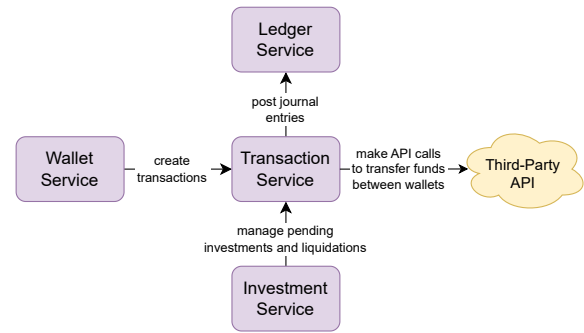 Ledger
Service
post journal
entries
Wallet
Service
create
transactions
Transaction
Service
make API calls
to transfer funds
between wallets
Third-Party
API
manage pending
investments and liquidations
Investment
Service